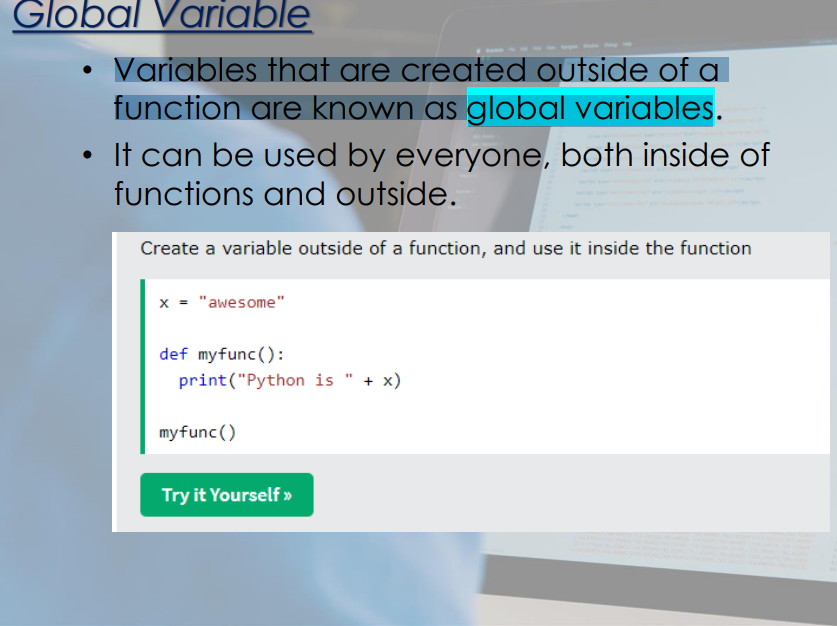 Global Variable
• Variables that are created outside of a
function are known as global variables.
• It can be used by everyone, both inside of
functions and outside.
Create a variable outside of a function, and use it inside the function
x = "awesome"
def myfunc():
print("Python is " + x)
myfunc()
Try it Yourself »